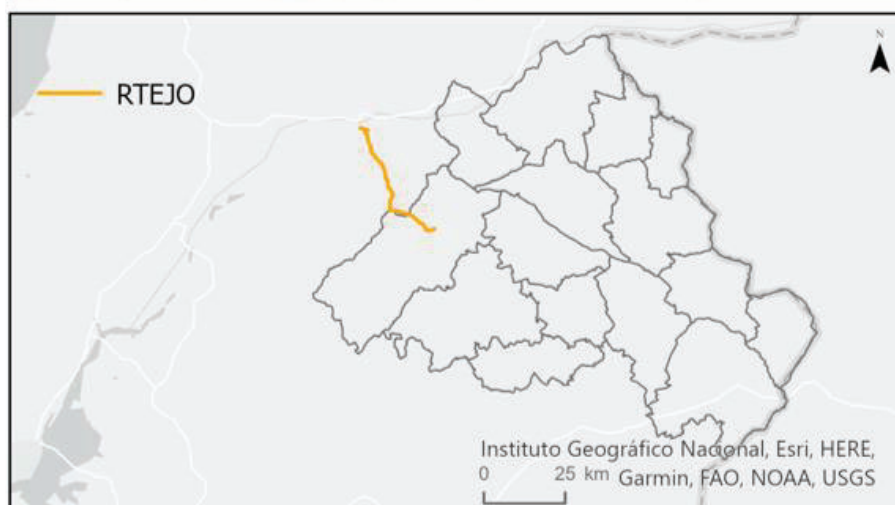 N
RTEJO
Instituto Geográfico Nacional, Esri, HERE,
0 25 km
Garmin, FAO, NOAA, USGS